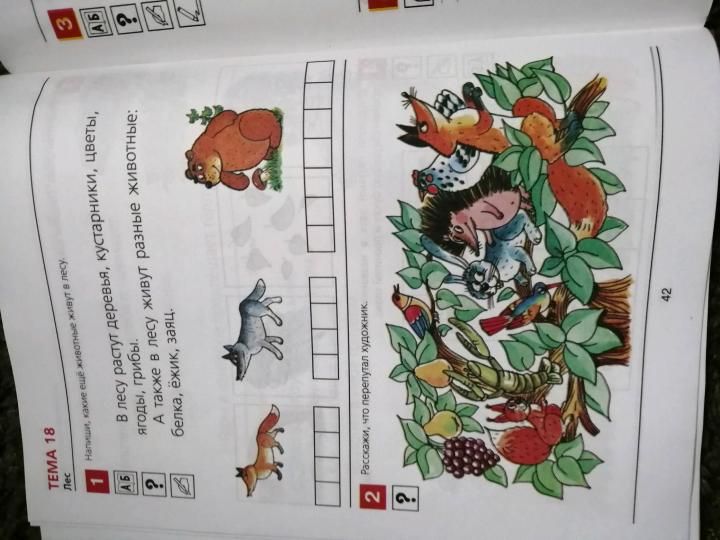 ТЕМА 18
Лес
1
Напиши, какие ещё животные живут в лесу.
АБ
?
В лесу растут деревья, кустарники, цветы,
ягоды, грибы.
А также в лесу живут разные животные:
белка, ёжик, заяц.
2
Расскажи, что перепутал художник.
?
42
3
АБ
?